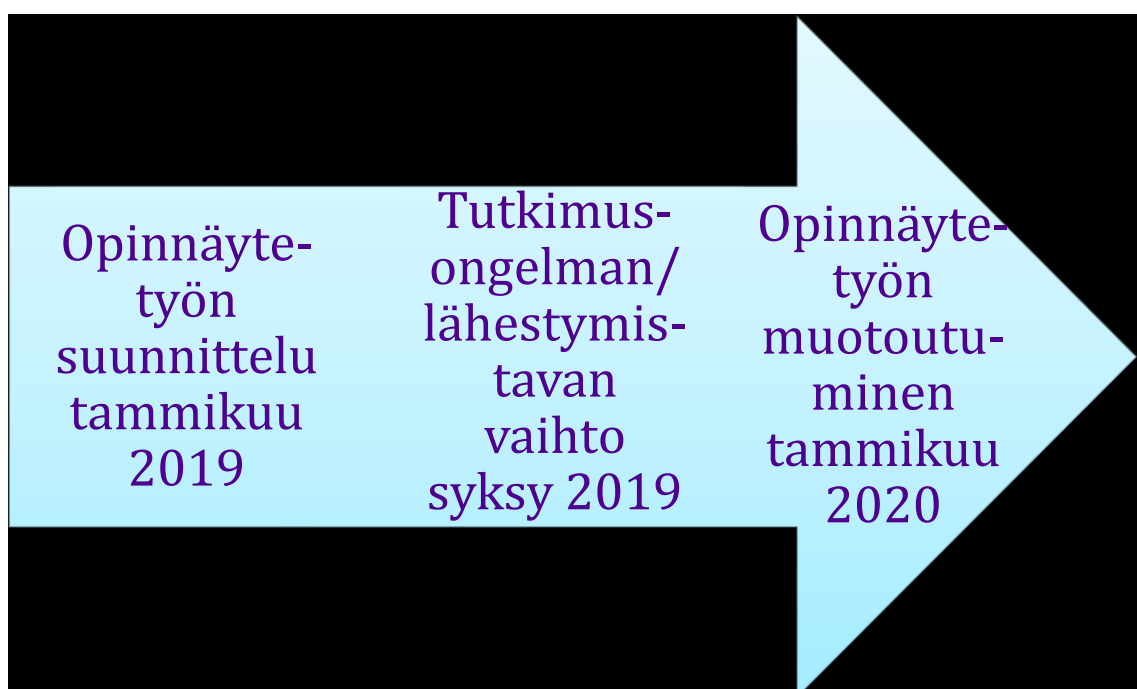 Opinnäyte-
työn
suunnittelu
tammikuu
2019
Tutkimus-
ongelman/
lähestymis-
tavan
vaihto
syksy 2019
Opinnäyte-
työn
muotoutu-
minen
tammikuu
2020